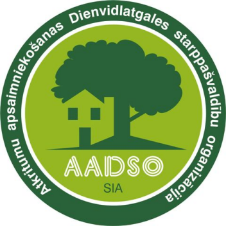 Atkritumu apsaimniekošanas Dienvidlatgales starppašvaldību organizācija
AADSO
SIA